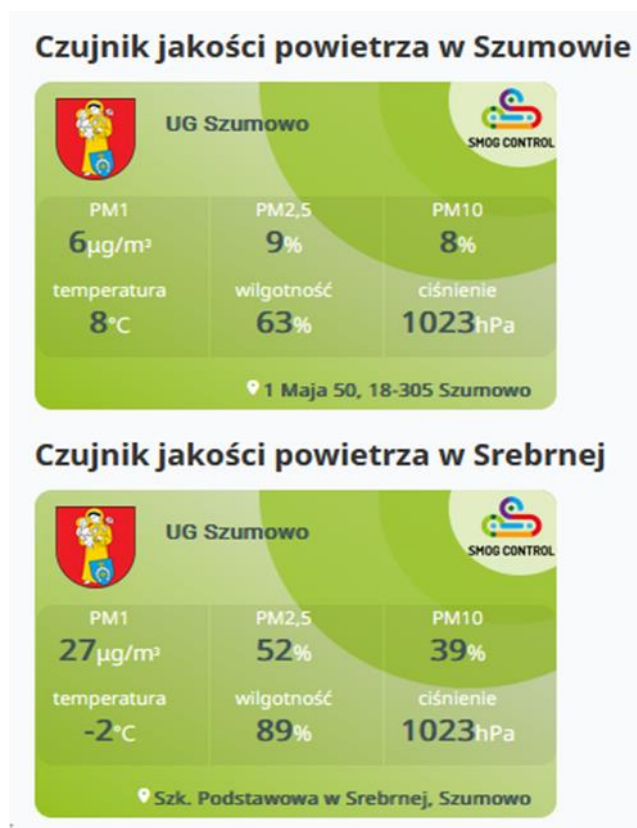 Czujnik jakości powietrza w Szumowie
UG Szumowo
SMOG CONTROL
PM1 PM2,5 PM10
6µg/m³ 9% 8%
temperatura wilgotność ciśnienie
8°C 63% 1023hPa
1 Maja 50, 18-305 Szumowo
Czujnik jakości powietrza w Srebrnej
UG Szumowo
SMOG CONTROL
PM1 PM2,5 PM10
27µg/m³ 52% 39%
temperatura wilgotność ciśnienie
-2°C 89% 1023hPa
Szk. Podstawowa w Srebrnej, Szumowo